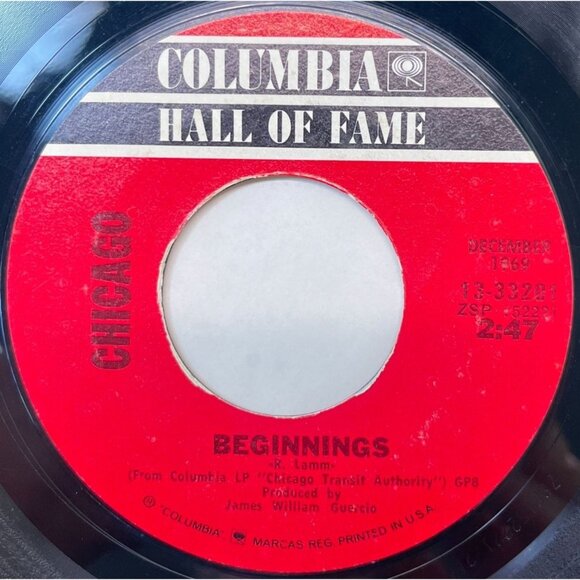 COLUMBIA
HALL OF FAME
CHICAGO
DECEMBER
1969
13-33201
ZSP
2:47
BEGINNINGS
-R. Lamm-
(From Columbia LP "Chicago Transit Authority") GP8
Produced by
James William Guercio
℗ "COLUMBIA" MARCAS REG. PRINTED IN U.S.A.